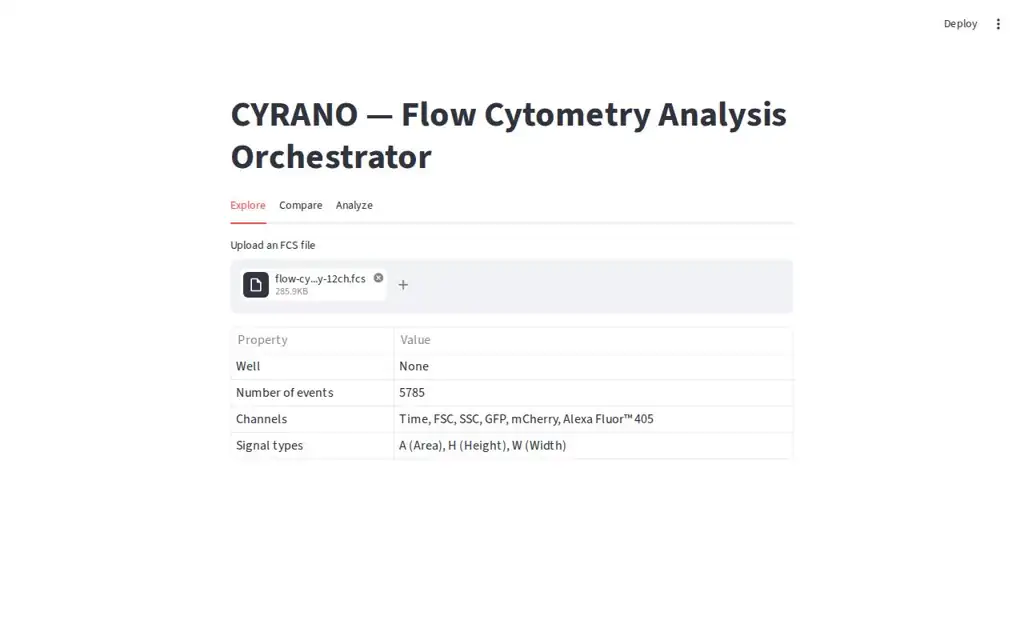 Deploy
CYRANO — Flow Cytometry Analysis
Orchestrator
Explore Compare Analyze
Upload an FCS file
flow-cy...y-12ch.fcs
285.9KB
Property Value
Well None
Number of events 5785
Channels Time, FSC, SSC, GFP, mCherry, Alexa Fluor™ 405
Signal types A (Area), H (Height), W (Width)